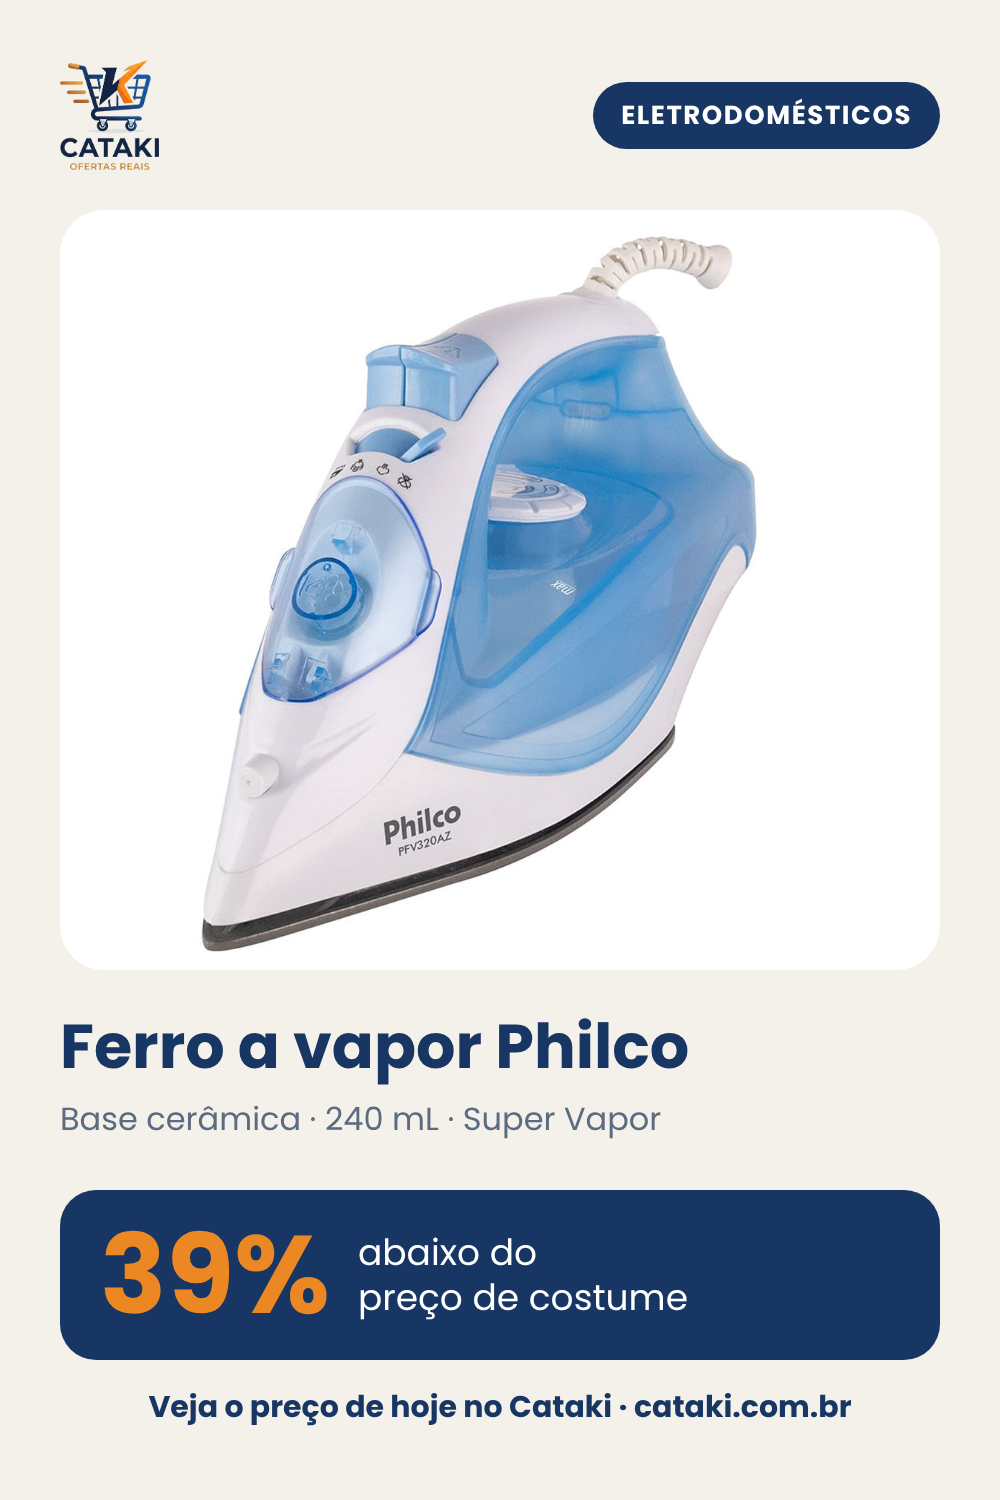 CATAKI
OFERTAS REAIS
ELETRODOMÉSTICOS
max
Philco
PFV320AZ
Ferro a vapor Philco
Base cerâmica · 240 mL · Super Vapor
39%
abaixo do
preço de costume
Veja o preço de hoje no Cataki · cataki.com.br